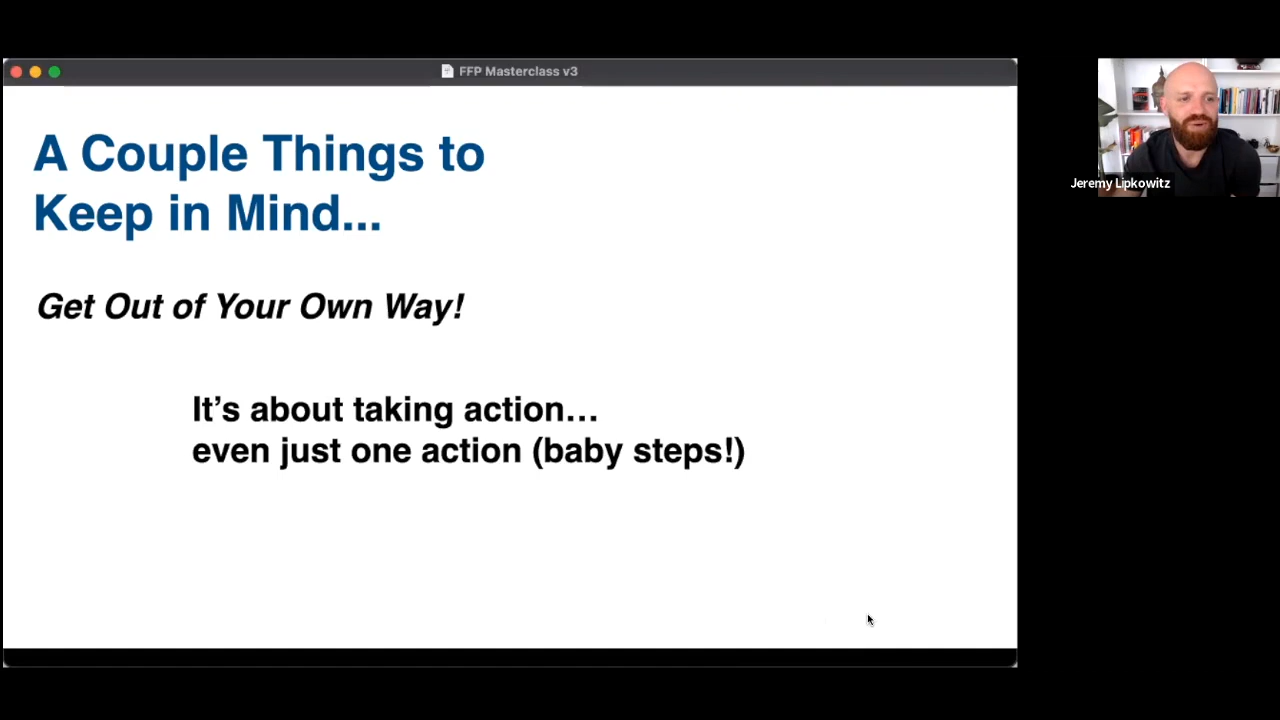 FFP Masterclass v3
A Couple Things to
Keep in Mind...
Get Out of Your Own Way!
It’s about taking action…
even just one action (baby steps!)
Jeremy Lipkowitz